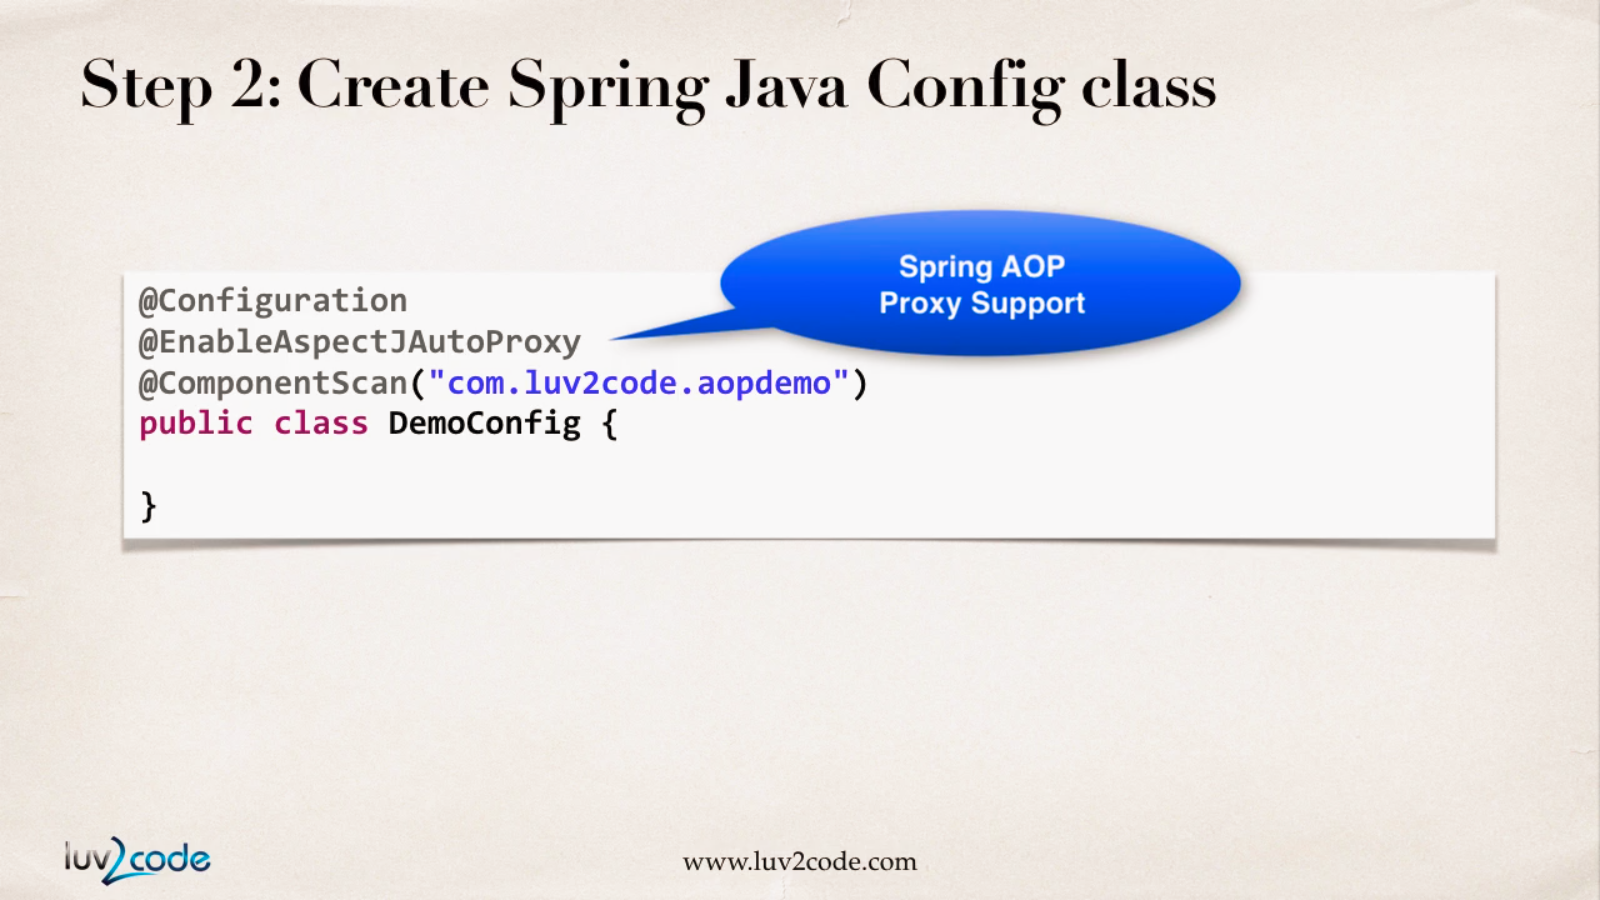 Step 2: Create Spring Java Config class
Spring AOP
Proxy Support
@Configuration
@EnableAspectJAutoProxy
@ComponentScan("com.luv2code.aopdemo")
public class DemoConfig {
}
luv2code
www.luv2code.com